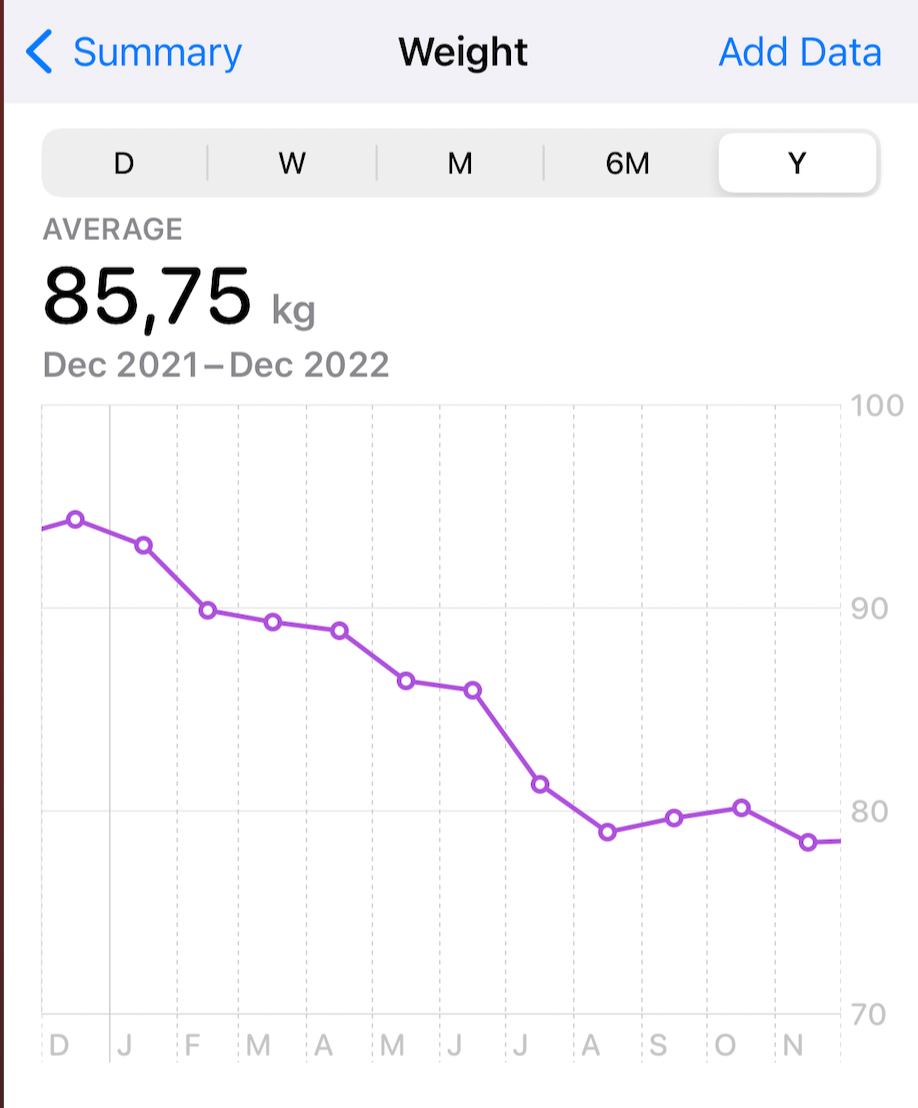 Summary Weight Add Data
D W M 6M Y
AVERAGE
85,75 kg
Dec 2021–Dec 2022
100
90
80
70
D J F M A M J J A S O N